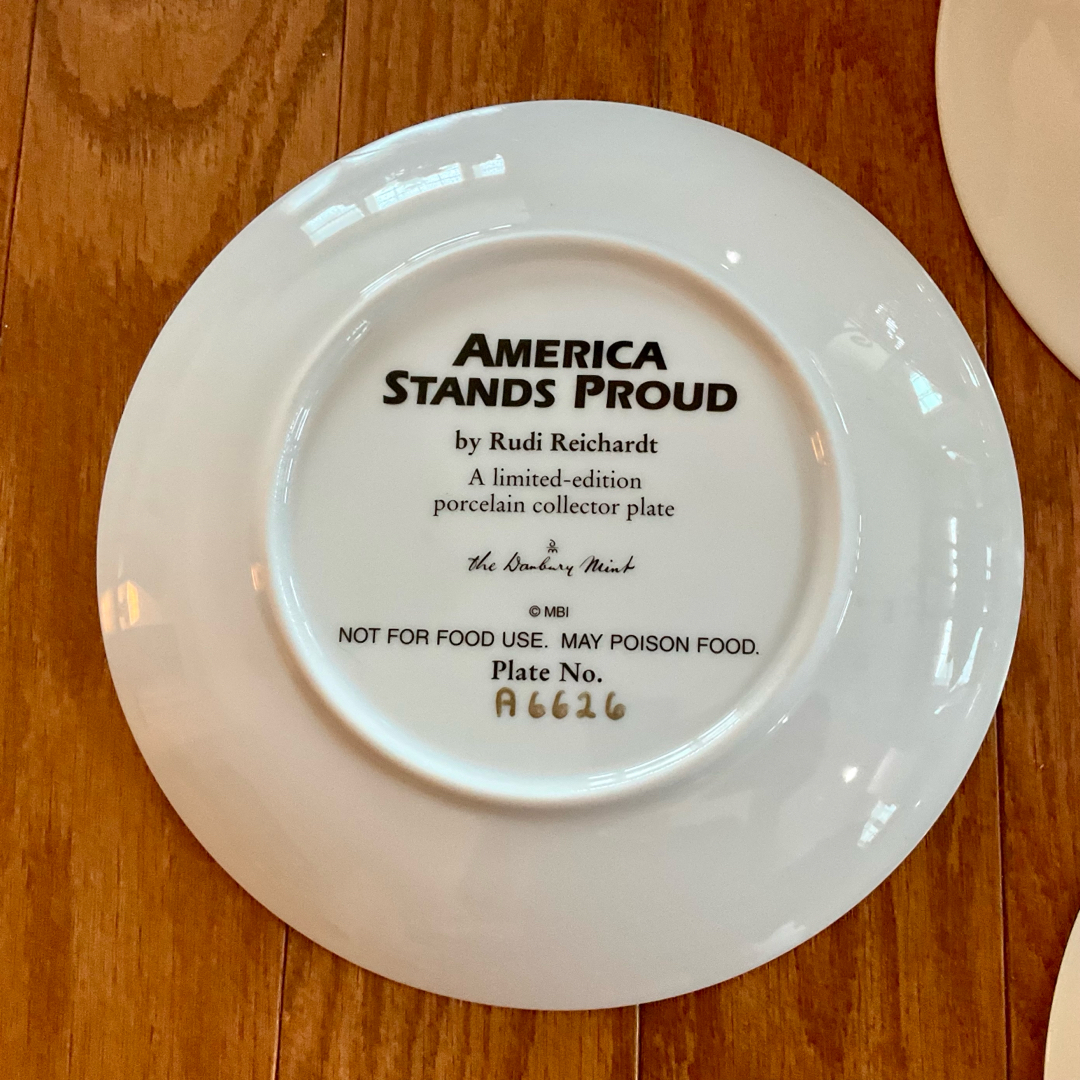 AMERICA
STANDS PROUD
by Rudi Reichardt
A limited-edition
porcelain collector plate
DM
the Danbury Mint
© MBI
NOT FOR FOOD USE. MAY POISON FOOD.
Plate No.
A6626